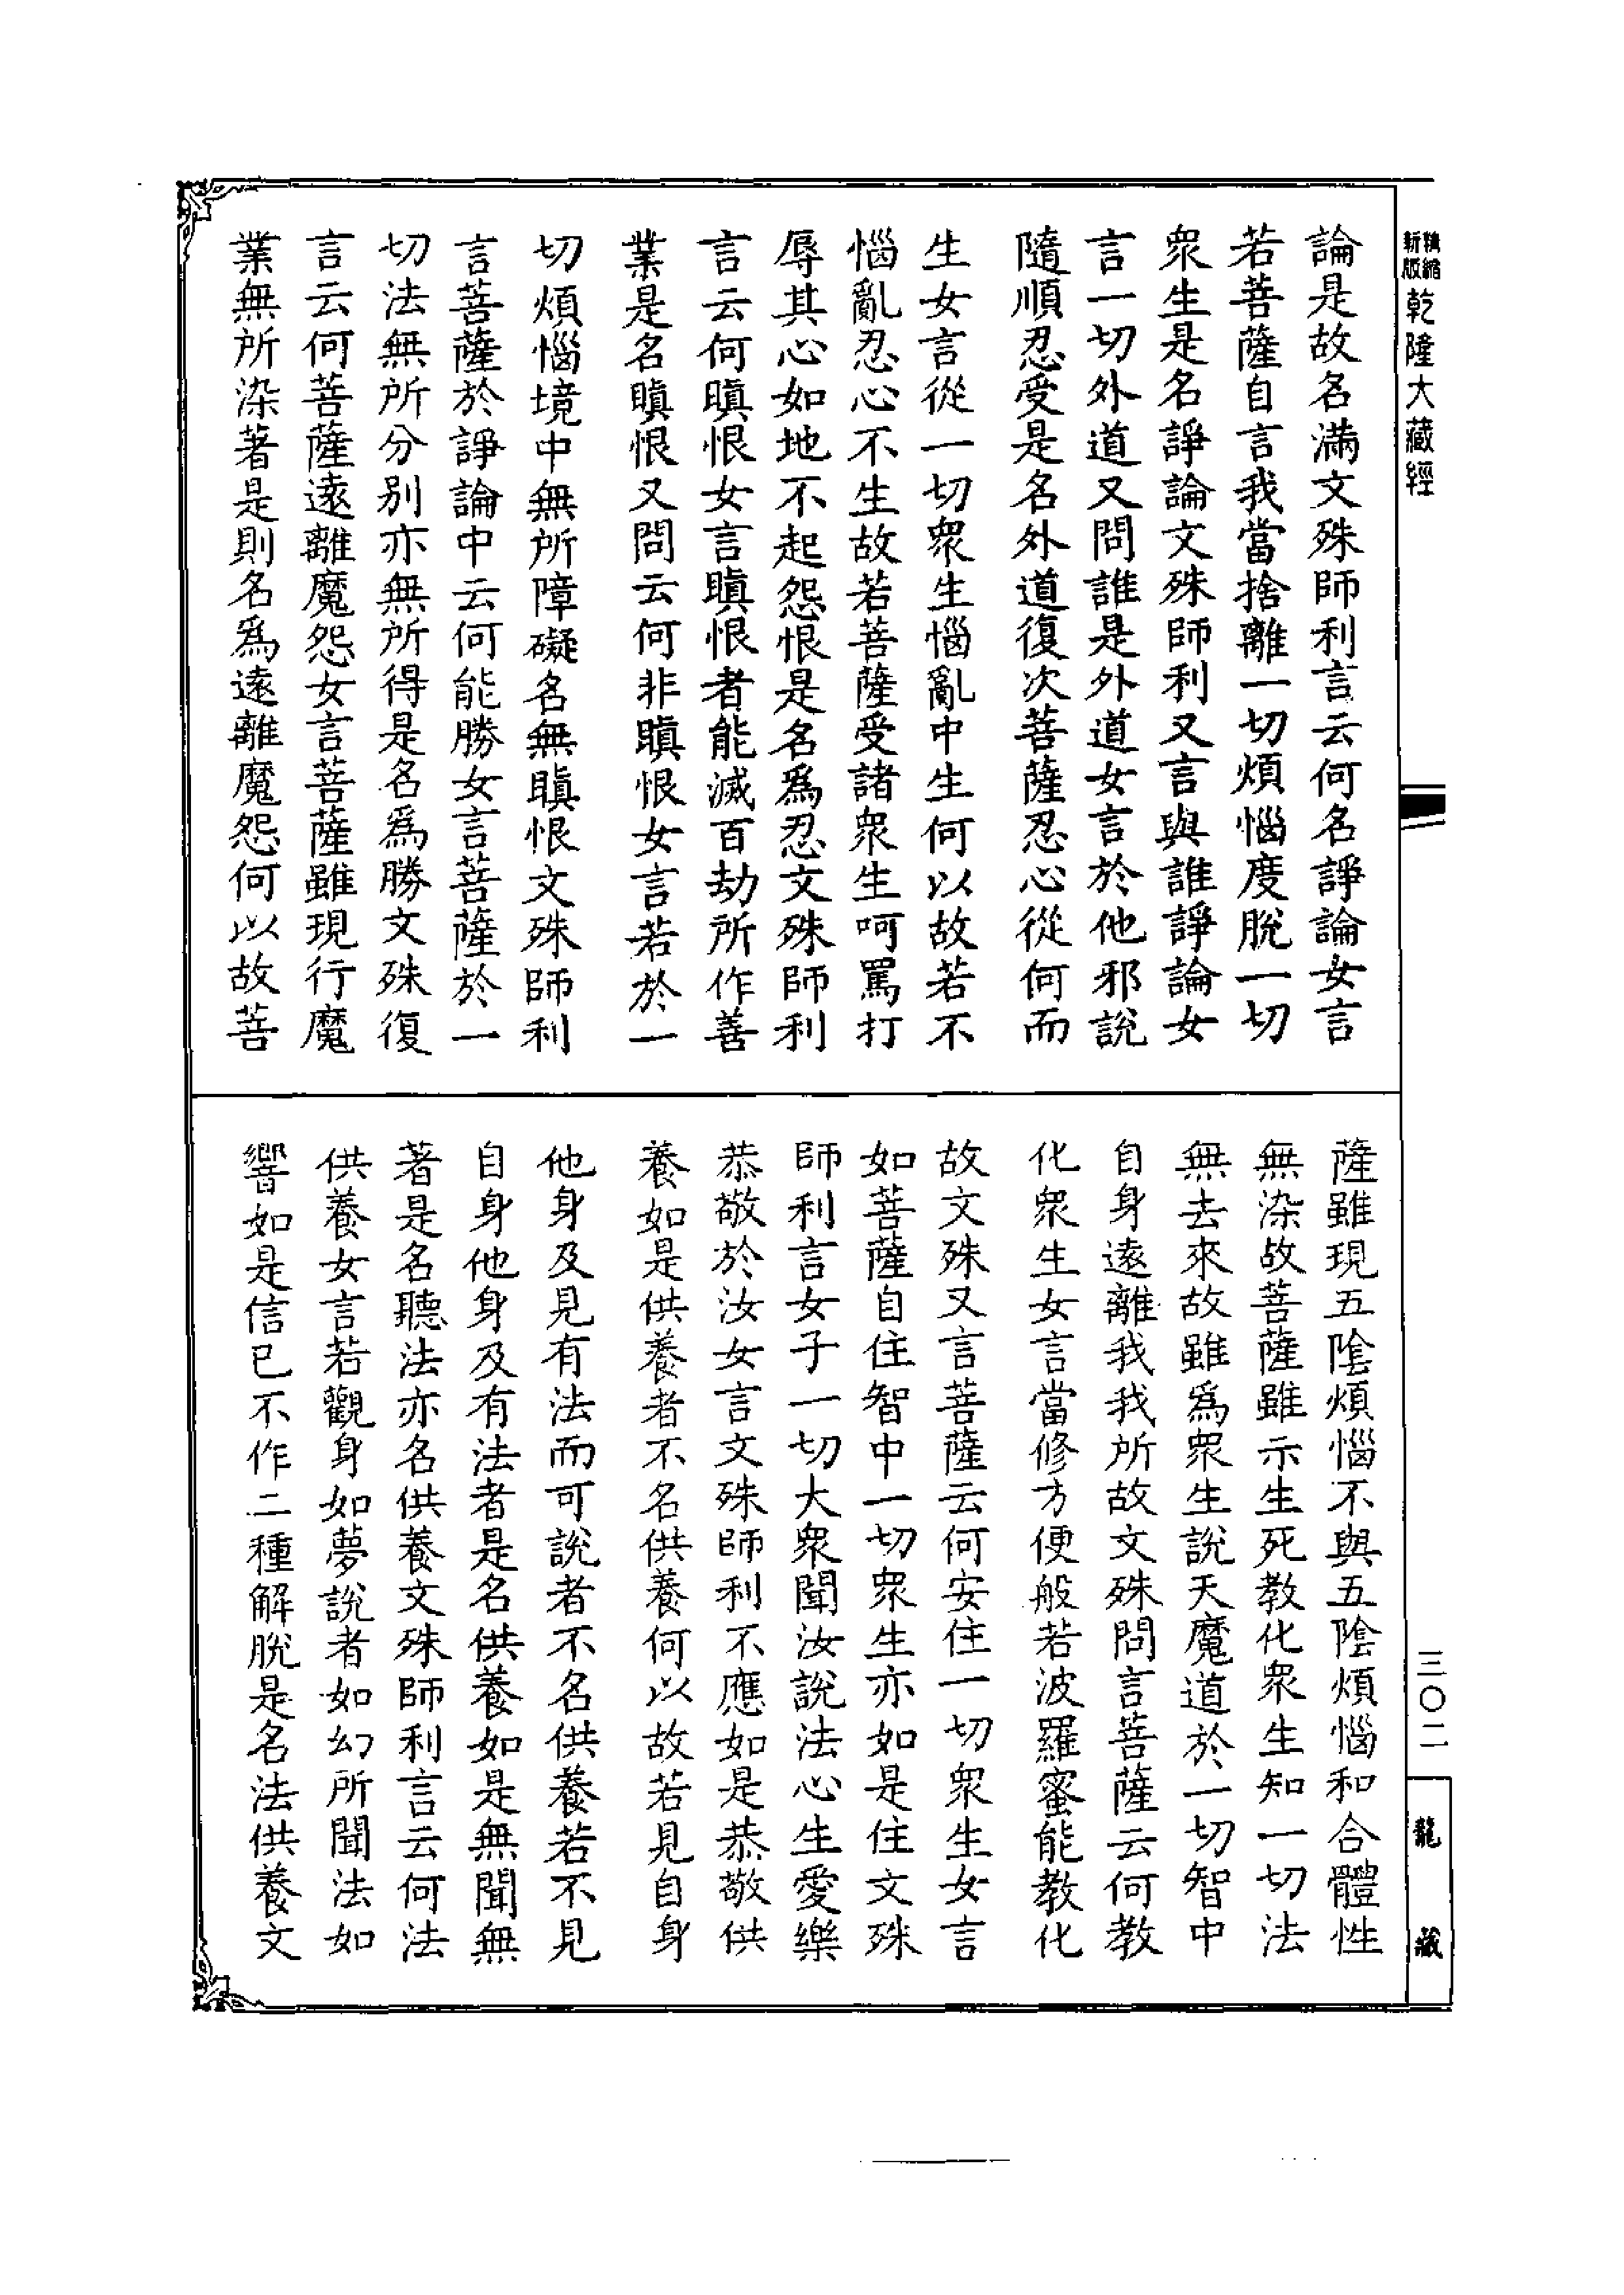 精縮新版乾隆大藏經
論是故名滿文殊師利言云何名諍論女言
若菩薩自言我當捨離一切煩惱度脫一切
衆生是名諍論文殊師利又言與誰諍論女
言一切外道又問誰是外道女言於他邪說
隨順忍受是名外道復次菩薩忍心從何而
生女言從一切衆生惱亂中生何以故若不
惱亂忍心不生故若菩薩受諸衆生呵罵打
辱其心如地不起怨恨是名爲忍文殊師利
言云何瞋恨女言瞋恨者能滅百劫所作善
業是名瞋恨又問云何非瞋恨女言若於一
切煩惱境中無所障礙名無瞋恨文殊師利
言菩薩於諍論中云何能勝女言菩薩於一
切法無所分別亦無所得是名爲勝文殊復
言云何菩薩遠離魔怨女言菩薩雖現行魔
業無所染著是則名爲遠離魔怨何以故菩
薩雖現五陰煩惱不與五陰煩惱和合體性
無染故菩薩雖示生死教化衆生知一切法
無去來故雖爲衆生說天魔道於一切智中
自身遠離我我所故文殊問言菩薩云何教
化衆生女言當修方便般若波羅蜜能教化
故文殊又言菩薩云何安住一切衆生女言
如菩薩自住智中一切衆生亦如是住文殊
師利言女子一切大衆聞汝說法心生愛樂
恭敬於汝女言文殊師利不應如是恭敬供
養如是供養者不名供養何以故若見自身
他身及見有法而可說者不名供養若不見
自身他身及有法者是名供養如是無聞無
著是名聽法亦名供養文殊師利言云何法
供養女言若觀身如夢說者如幻所聞法如
響如是信已不作二種解脫是名法供養文
三〇二
龍藏